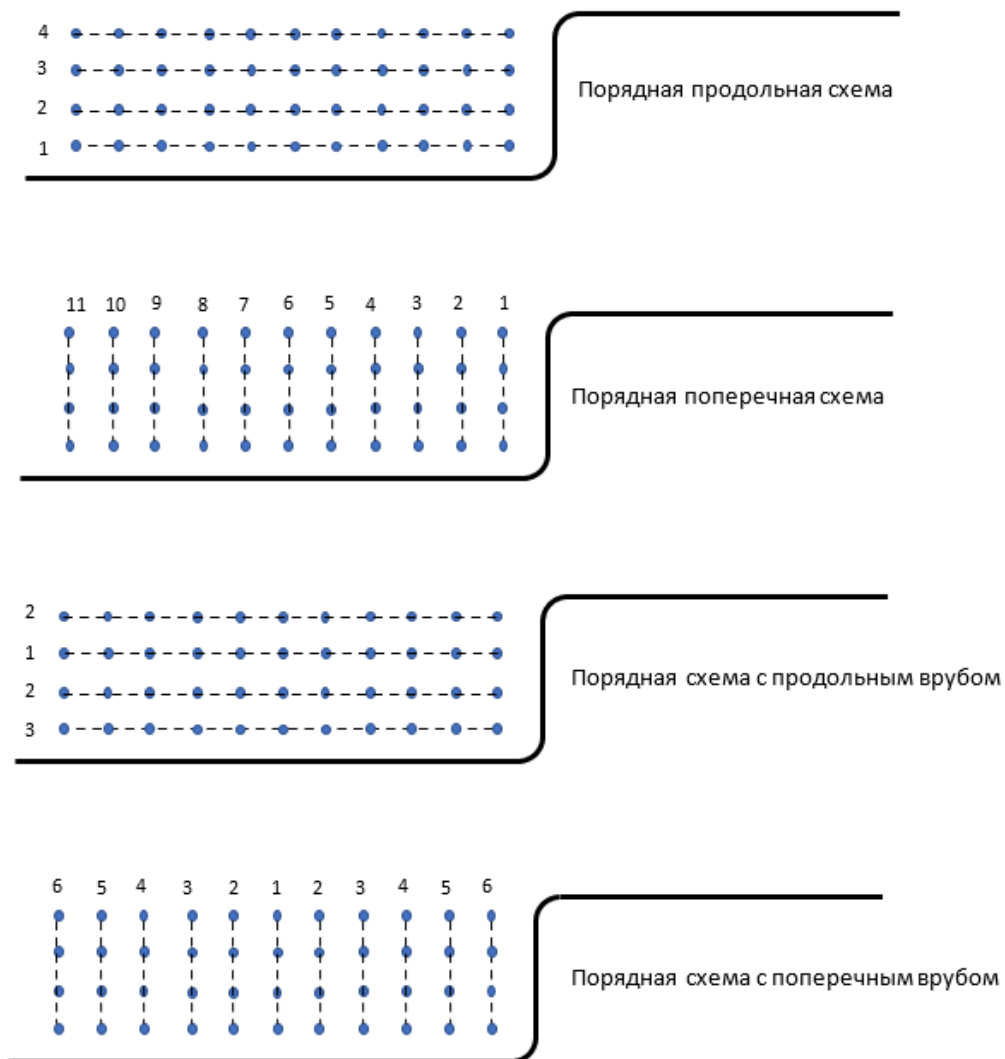 4
3
Порядная продольная схема
2
1
11 10 9 8 7 6 5 4 3 2 1
Порядная поперечная схема
2
1
Порядная схема с продольным врубом
2
3
6 5 4 3 2 1 2 3 4 5 6
Порядная схема с поперечным врубом